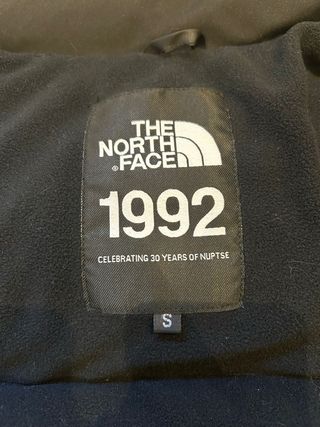 THE
NORTH
®FACE
1992
CELEBRATING 30 YEARS OF NUPTSE
S